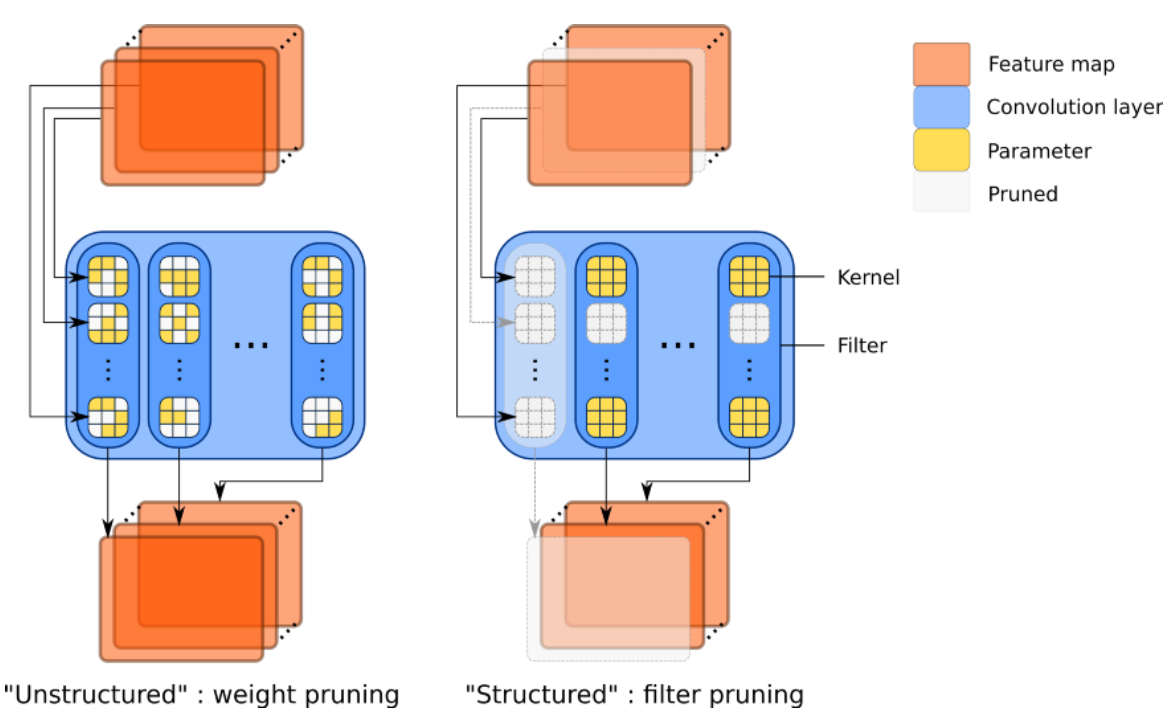 Feature map
Convolution layer
Parameter
Pruned
Kernel
Filter
"Unstructured" : weight pruning
"Structured" : filter pruning